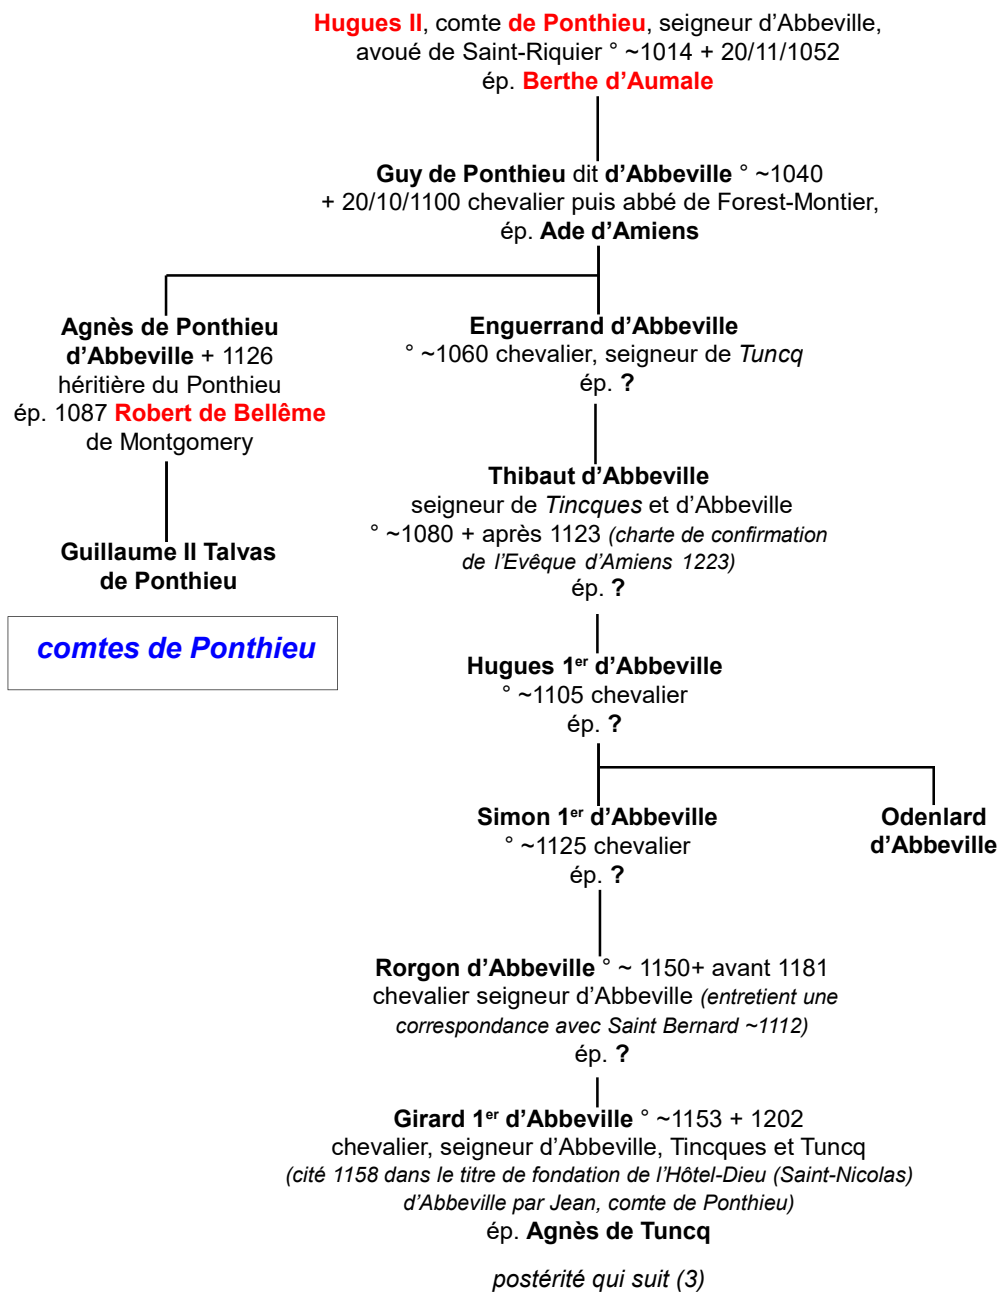 Hugues II, comte de Ponthieu, seigneur d’Abbeville,
avoué de Saint-Riquier ° ~1014 + 20/11/1052
ép. Berthe d’Aumale
Guy de Ponthieu dit d’Abbeville ° ~1040
+ 20/10/1100 chevalier puis abbé de Forest-Montier,
ép. Ade d’Amiens
Agnès de Ponthieu
d’Abbeville + 1126
héritière du Ponthieu
ép. 1087 Robert de Bellême
de Montgomery
Guillaume II Talvas
de Ponthieu
comtes de Ponthieu
Enguerrand d’Abbeville
° ~1060 chevalier, seigneur de Tuncq
ép. ?
Thibaut d’Abbeville
seigneur de Tincques et d’Abbeville
° ~1080 + après 1123 (charte de confirmation
de l’Evêque d’Amiens 1223)
ép. ?
Hugues 1er d’Abbeville
° ~1105 chevalier
ép. ?
Simon 1er d’Abbeville
° ~1125 chevalier
ép. ?
Odenlard
d’Abbeville
Rorgon d’Abbeville ° ~ 1150+ avant 1181
chevalier seigneur d’Abbeville (entretient une
correspondance avec Saint Bernard ~1112)
ép. ?
Girard 1er d’Abbeville ° ~1153 + 1202
chevalier, seigneur d’Abbeville, Tincques et Tuncq
(cité 1158 dans le titre de fondation de l’Hôtel-Dieu (Saint-Nicolas)
d’Abbeville par Jean, comte de Ponthieu)
ép. Agnès de Tuncq
postérité qui suit (3)